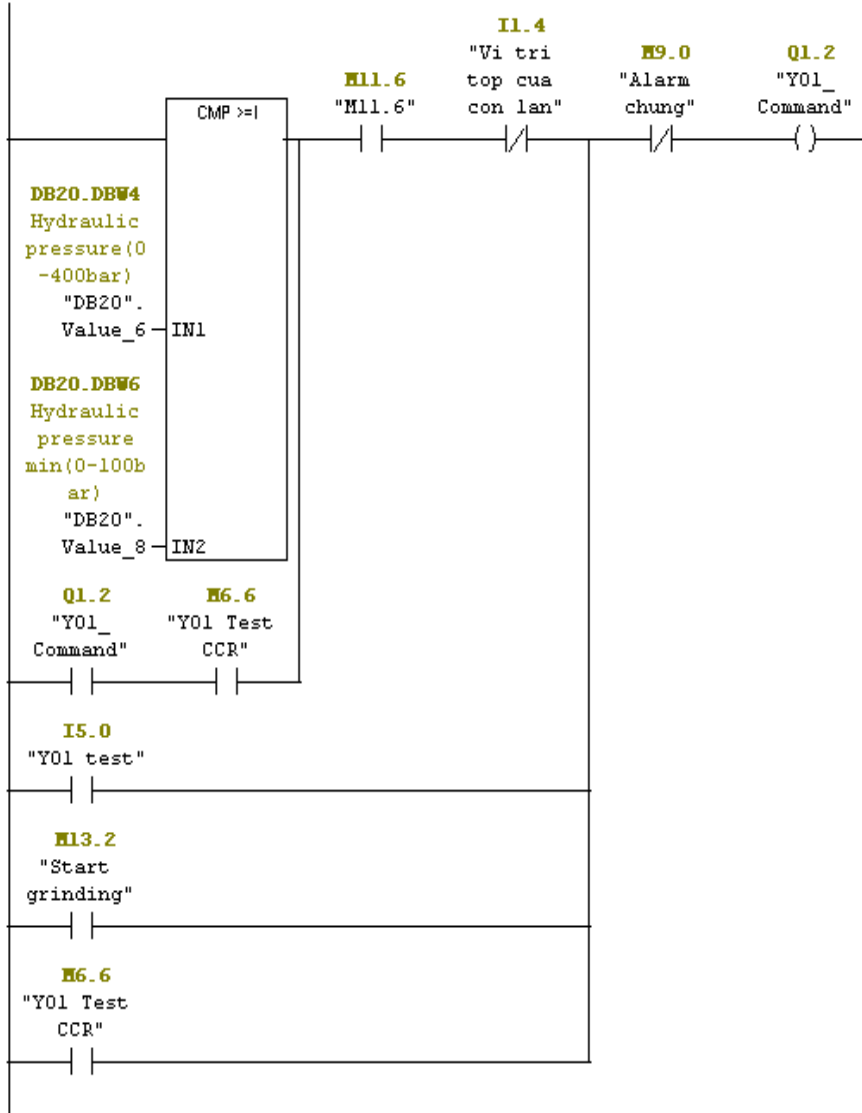 I1.4
"Vi tri
top cua
con lan"
M9.0
"Alarm
chung"
Q1.2
"Y01_
Command"
M11.6
"M11.6"
CMP >=I
DB20.DBW4
Hydraulic
pressure(0
-400bar)
"DB20".
Value_6
IN1
DB20.DBW6
Hydraulic
pressure
min(0-100b
ar)
"DB20".
Value_8
IN2
Q1.2
"Y01_
Command"
M6.6
"Y01 Test
CCR"
I5.0
"Y01 test"
M13.2
"Start
grinding"
M6.6
"Y01 Test
CCR"